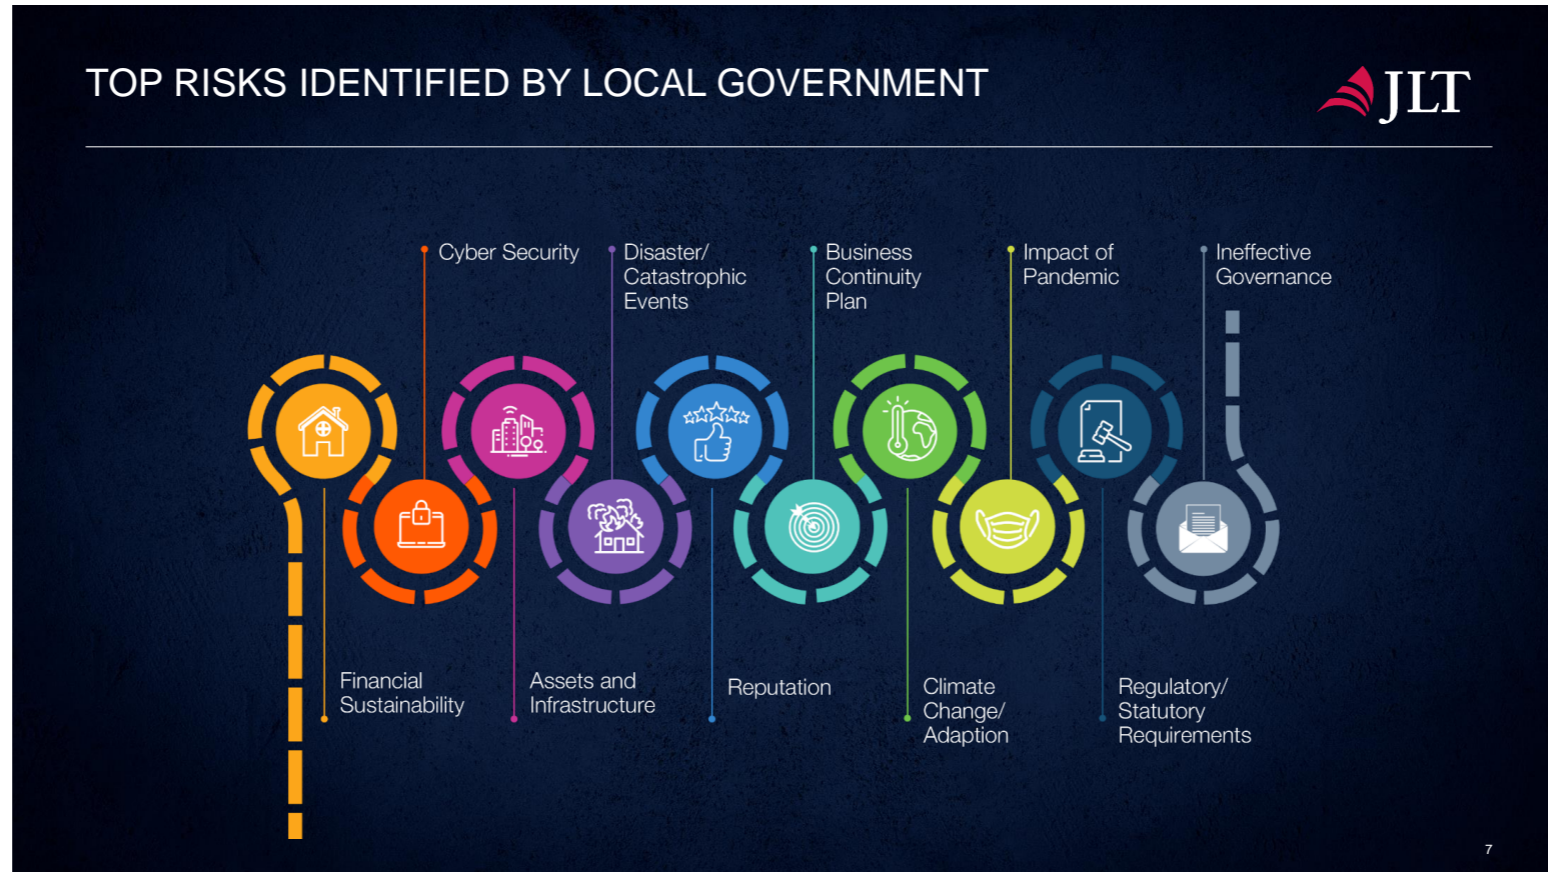 TOP RISKS IDENTIFIED BY LOCAL GOVERNMENT
JLT
Cyber Security
Disaster/
Catastrophic
Events
Business
Continuity
Plan
Impact of
Pandemic
Ineffective
Governance
Financial
Sustainability
Assets and
Infrastructure
Reputation
Climate
Change/
Adaption
Regulatory/
Statutory
Requirements
7